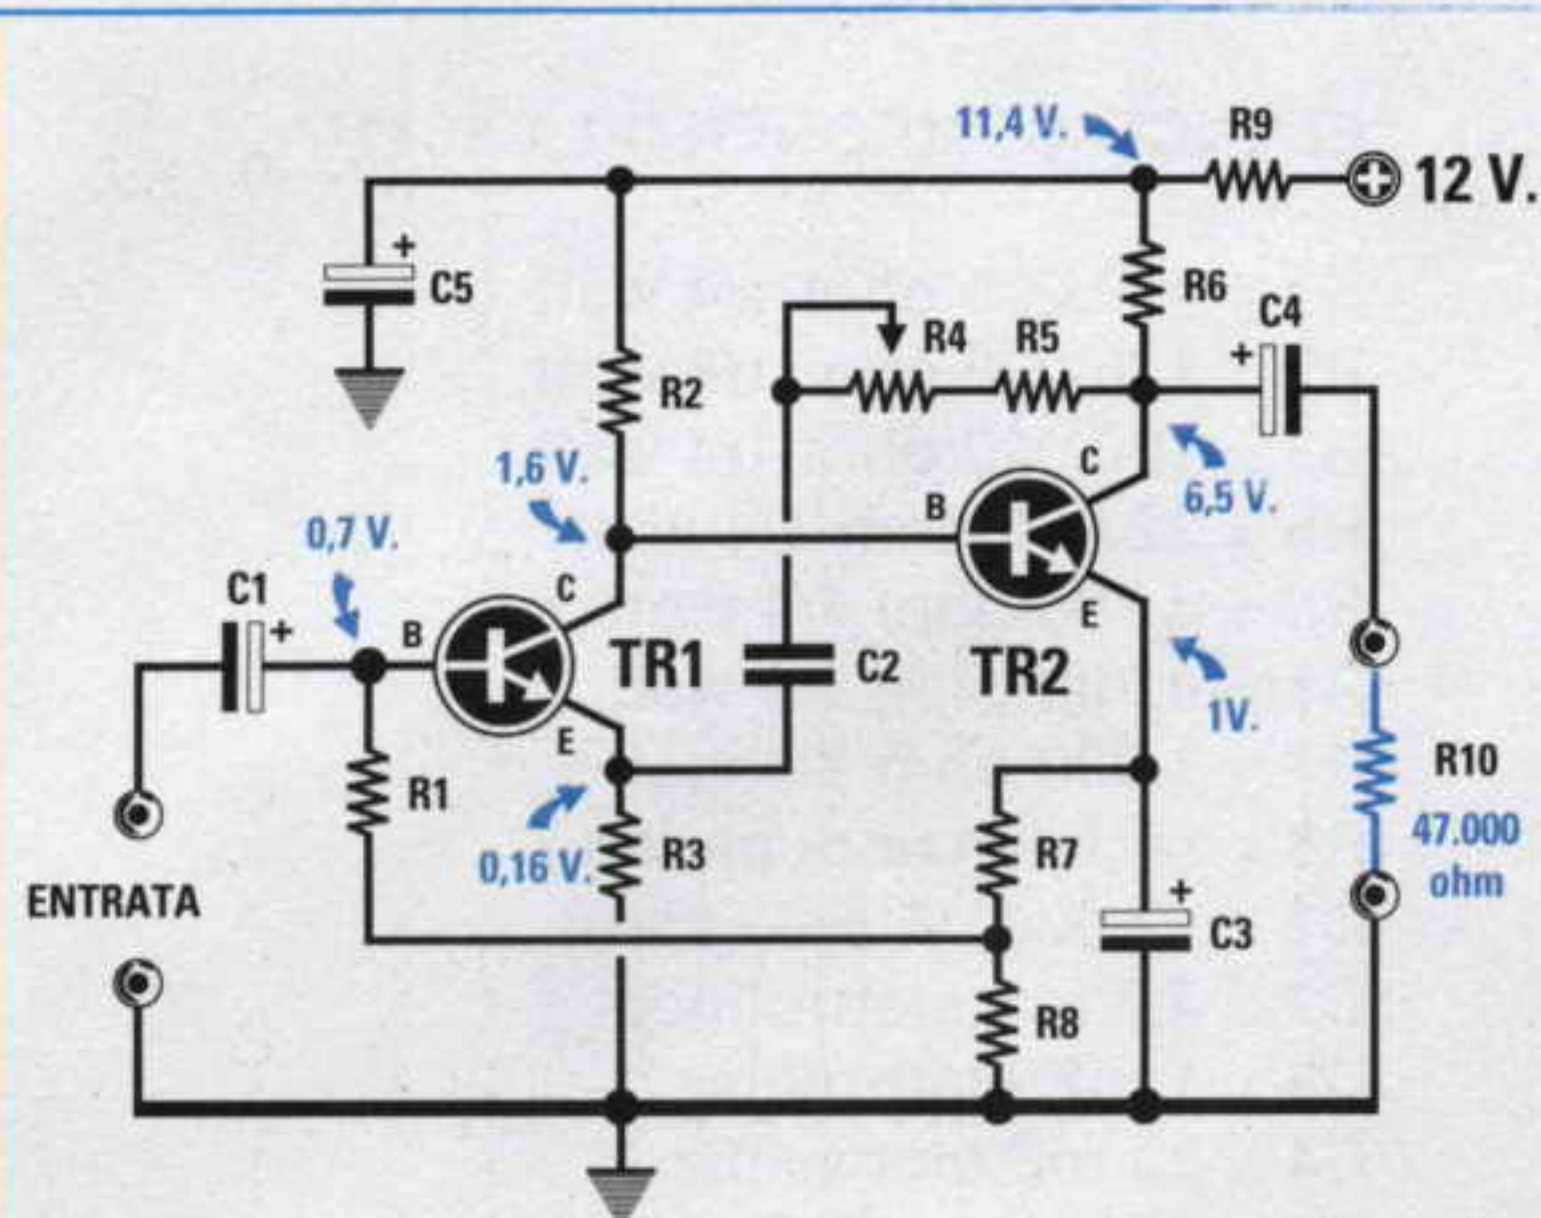 11,4 V.
R9
12 V.
+
C5
R6
C4
+
R4
R5
R2
1,6 V.
C
6,5 V.
B
0,7 V.
C1
+
B
C
E
TR1
C2
TR2
1V.
E
R1
R10
47.000
ohm
0,16 V.
R3
R7
+
C3
ENTRATA
R8